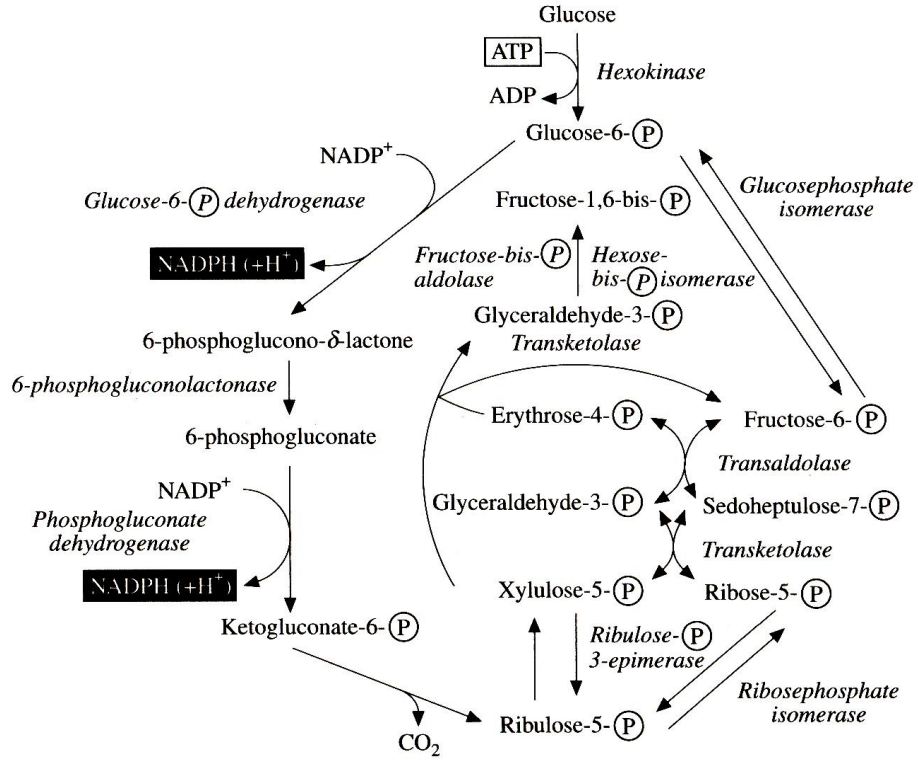 Glucose
ATP
Hexokinase
ADP
Glucose-6-Ⓟ
NADP⁺
Glucose-6-Ⓟ dehydrogenase
NADPH (+H⁺)
Glucosephosphate
isomerase
Fructose-1,6-bis-Ⓟ
Fructose-bis-Ⓟ
aldolase
Hexose-
bis-Ⓟ isomerase
Glyceraldehyde-3-Ⓟ
Transketolase
6-phosphoglucono-δ-lactone
6-phosphogluconolactonase
6-phosphogluconate
Erythrose-4-Ⓟ
Fructose-6-Ⓟ
Transaldolase
Glyceraldehyde-3-Ⓟ
Sedoheptulose-7-Ⓟ
Transketolase
NADP⁺
Phosphogluconate
dehydrogenase
NADPH (+H⁺)
Xylulose-5-Ⓟ
Ribose-5-Ⓟ
Ketogluconate-6-Ⓟ
Ribulose-Ⓟ
3-epimerase
Ribosephosphate
isomerase
Ribulose-5-Ⓟ
CO₂